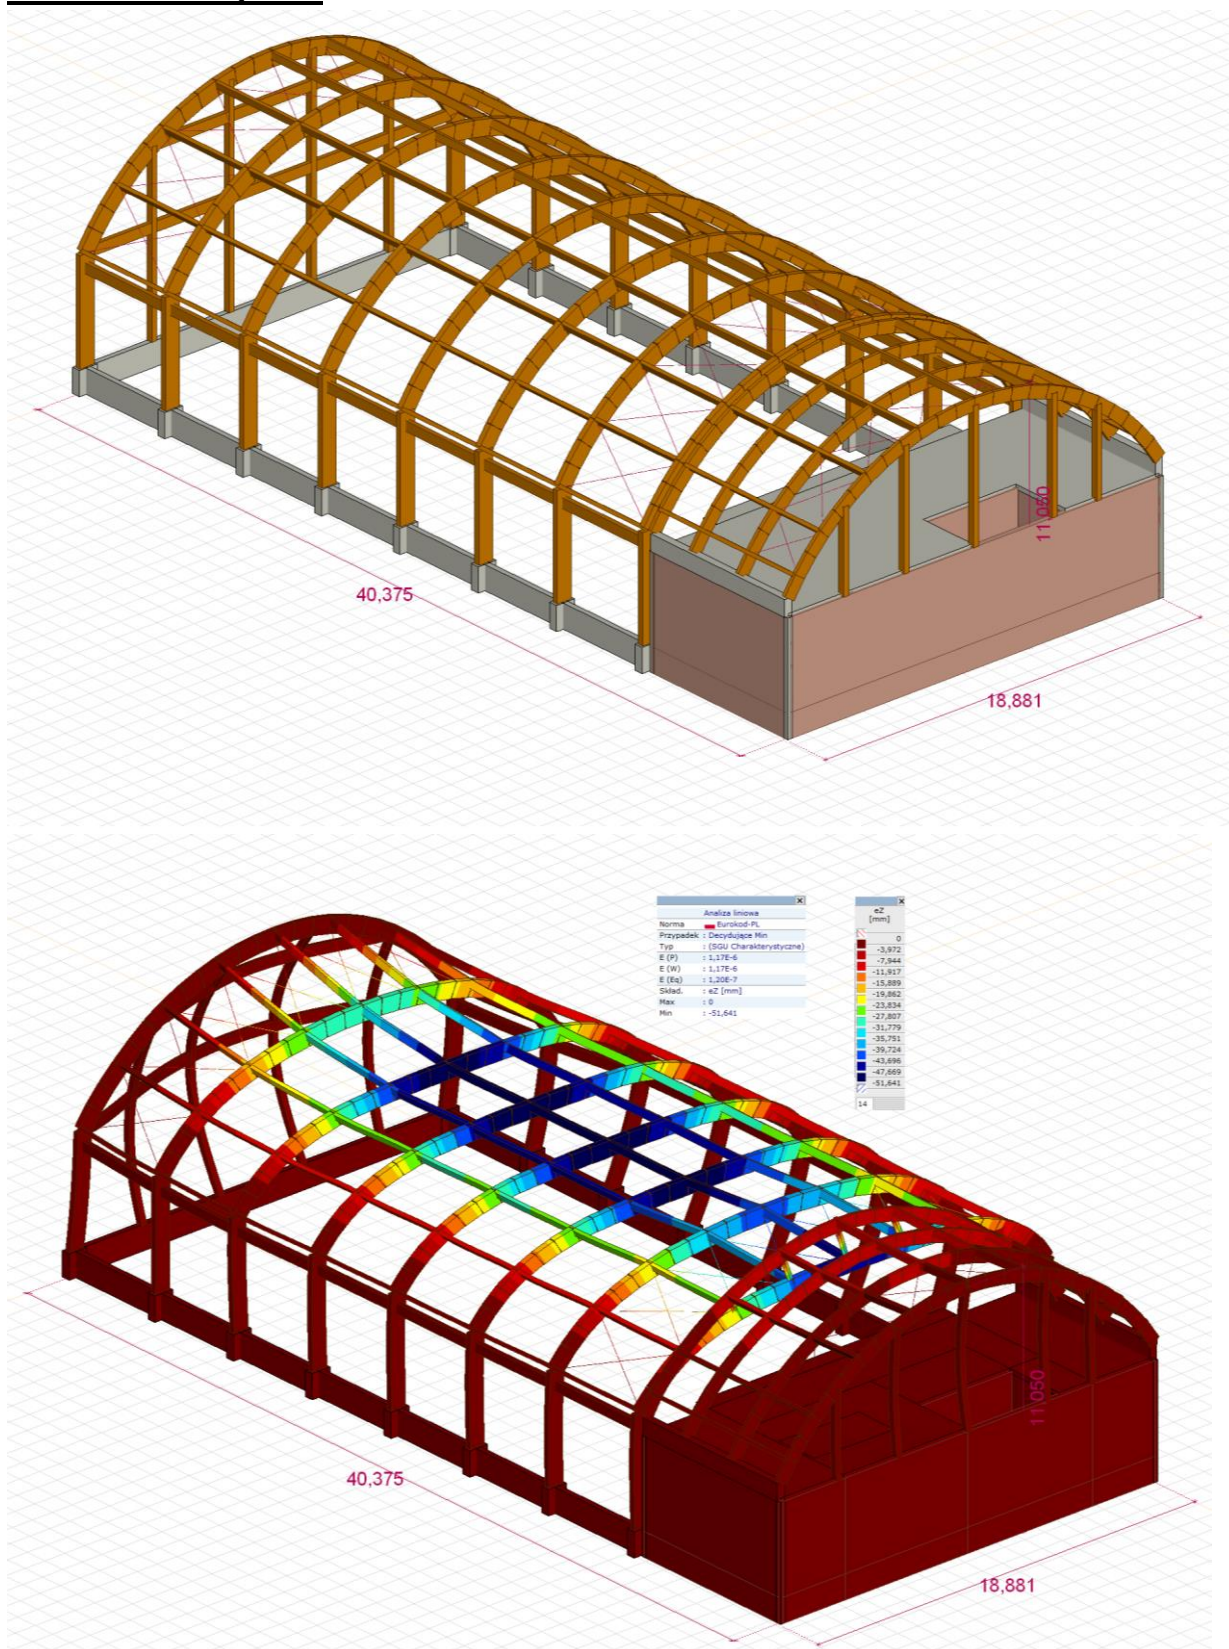 40,375
11,050
18,881
Analiza liniowa
Norma Eurokod-PL
Przypadek : Decydujące Min
Typ : (SGU Charakterystyczne)
E (P) : 1,17E-6
E (W) : 1,17E-6
E (Eq) : 1,20E-7
Skład. : eZ [mm]
Max : 0
Min : -51,641
eZ
[mm]
0
-3,972
-7,944
-11,917
-15,889
-19,862
-23,834
-27,807
-31,779
-35,751
-39,724
-43,696
-47,669
-51,641
14
40,375
11,050
18,881